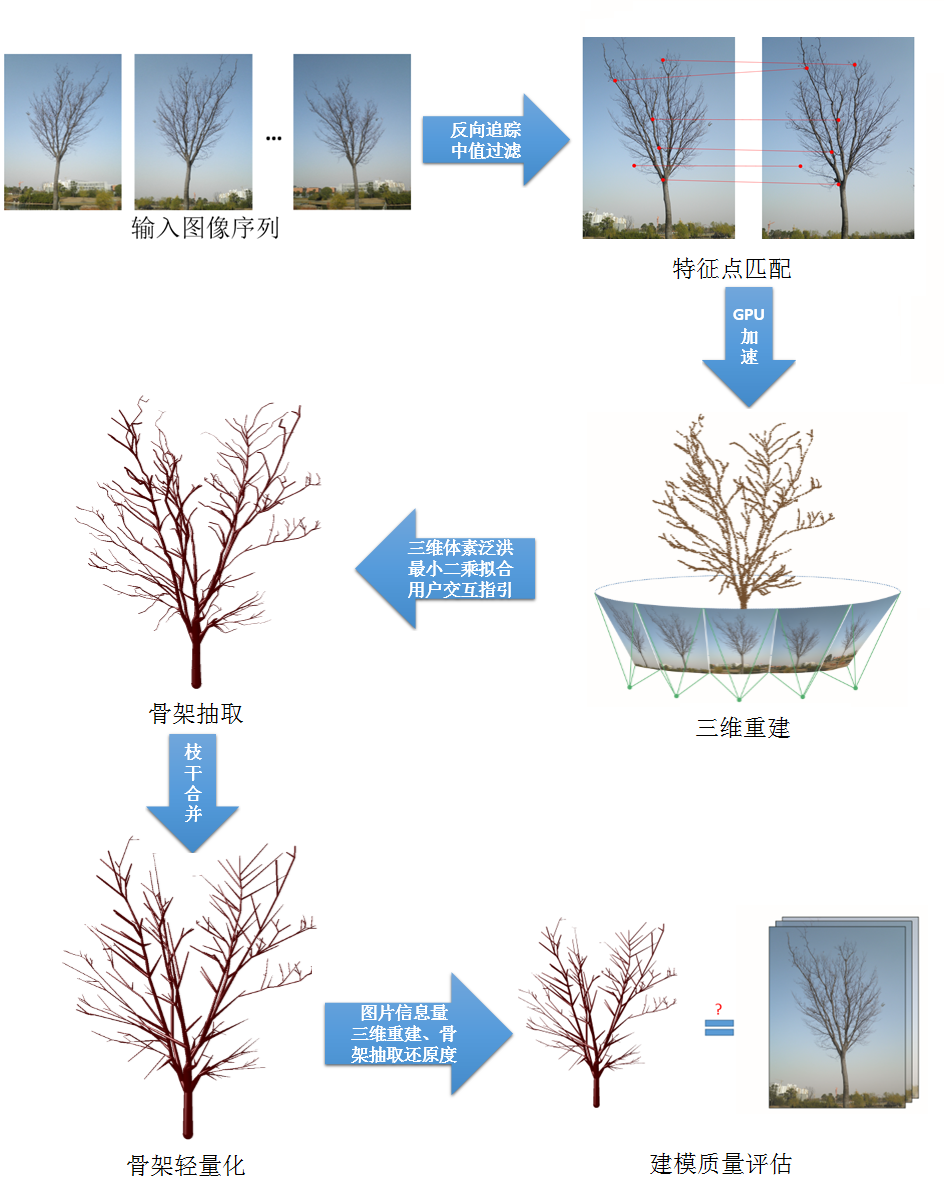 反向追踪
中值过滤
输入图像序列
特征点匹配
GPU
加
速
三维体素泛洪
最小二乘拟合
用户交互指引
骨架抽取
三维重建
枝
干
合
并
图片信息量
三维重建、骨
架抽取还原度
?
骨架轻量化
建模质量评估